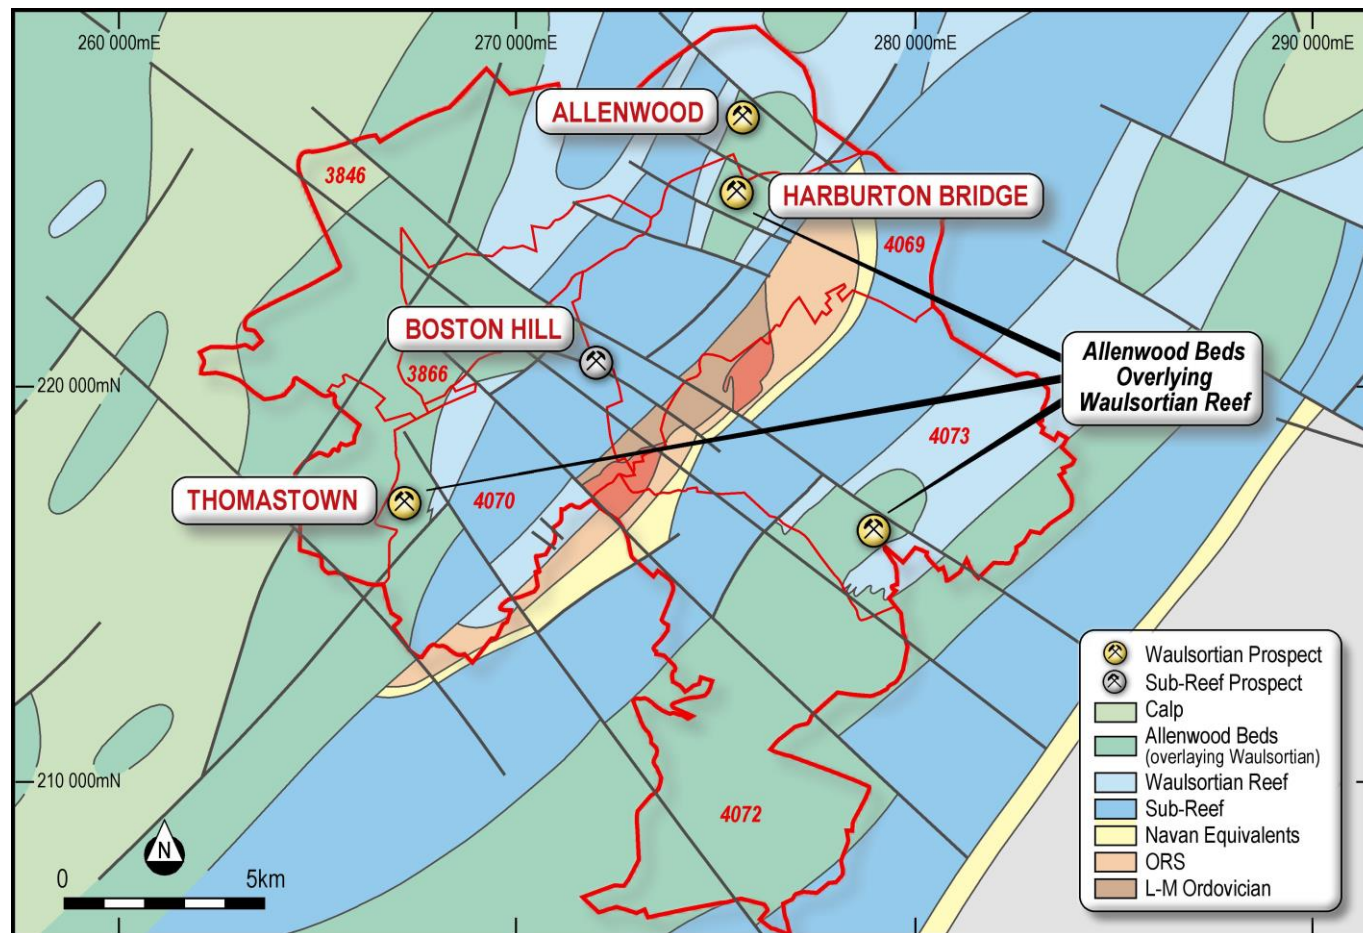 260 000mE
270 000mE
280 000mE
290 000mE
ALLENWOOD
3846
HARBURTON BRIDGE
4069
BOSTON HILL
3866
220 000mN
Allenwood Beds
Overlying
Waulsortian Reef
4073
THOMASTOWN
4070
Waulsortian Prospect
Sub-Reef Prospect
Calp
Allenwood Beds
(overlaying Waulsortian)
Waulsortian Reef
Sub-Reef
Navan Equivalents
ORS
L-M Ordovician
210 000mN
4072
N
0 5km